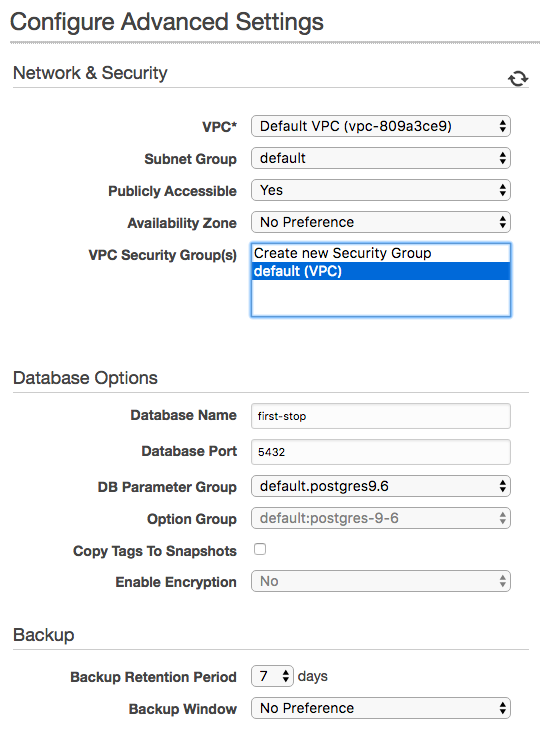 Configure Advanced Settings
Network & Security
VPC* Default VPC (vpc-809a3ce9)
Subnet Group default
Publicly Accessible Yes
Availability Zone No Preference
VPC Security Group(s) Create new Security Group
default (VPC)
Database Options
Database Name first-stop
Database Port 5432
DB Parameter Group default.postgres9.6
Option Group default:postgres-9-6
Copy Tags To Snapshots
Enable Encryption No
Backup
Backup Retention Period 7 days
Backup Window No Preference